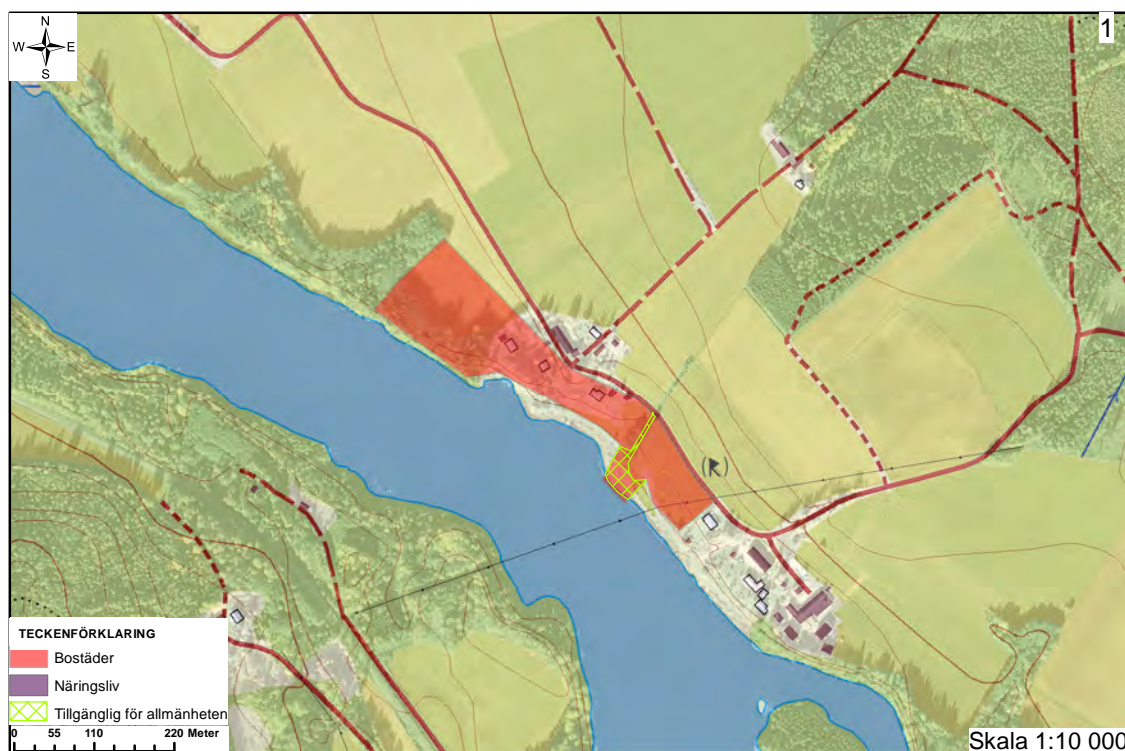 N
W E
S
1
(R)
TECKENFÖRKLARING
Bostäder
Näringsliv
Tillgänglig för allmänheten
0 55 110 220 Meter
Skala 1:10 000